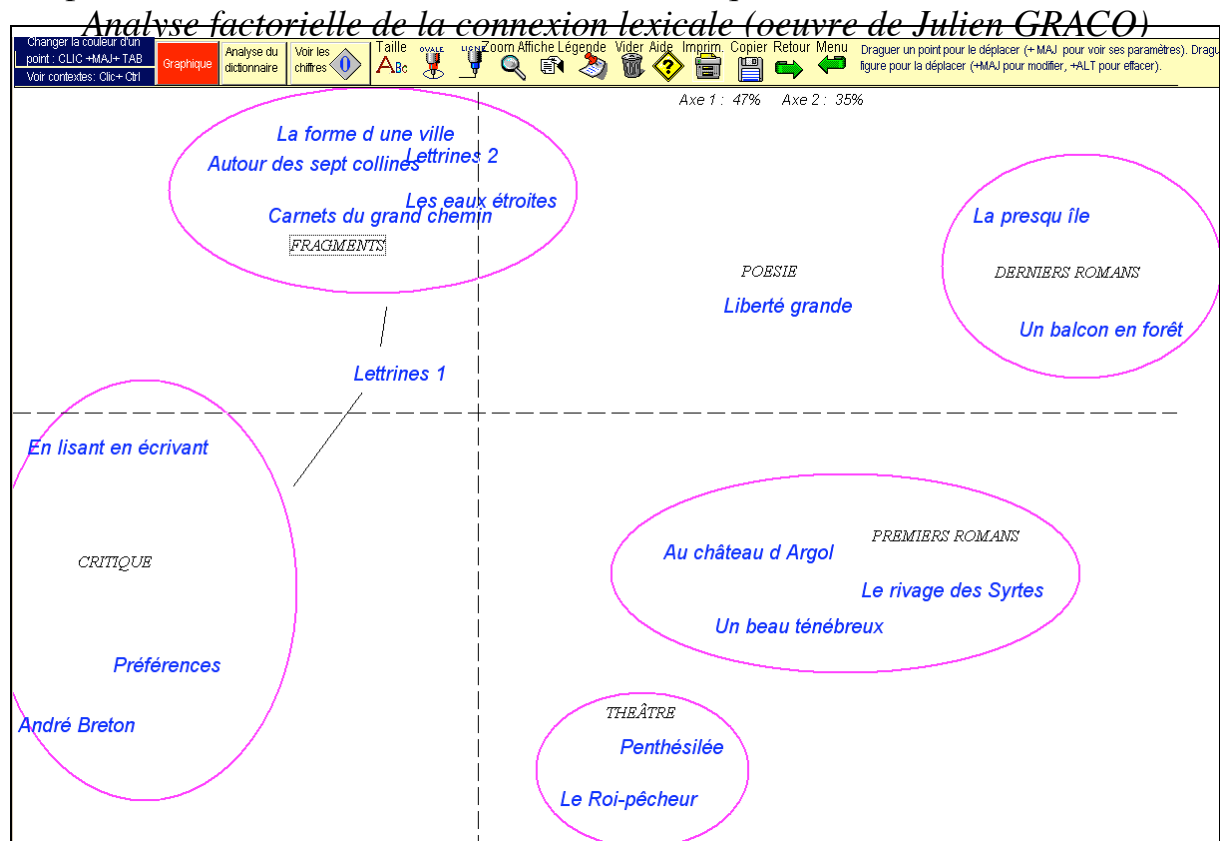 Analyse factorielle de la connexion lexicale (oeuvre de Julien GRACQ)
Changer la couleur d'un
point : CLIC +MAJ+ TAB
Voir contextes: Clic+ Ctrl
Graphique
Analyse du
dictionnaire
Voir les
chiffres 0
Taille
ABc
OVALE
LIGNE
Zoom Affiche Légende Vider Aide Imprim. Copier Retour Menu
Draguer un point pour le déplacer (+ MAJ pour voir ses paramètres). Dragu
figure pour la déplacer (+MAJ pour modifier, +ALT pour effacer).
Axe 1 : 47% Axe 2 : 35%
La forme d une ville
Lettrines 2
Autour des sept collines
Les eaux étroites
Carnets du grand chemin
FRAGMENTS
La presqu île
POESIE
DERNIERS ROMANS
Liberté grande
Un balcon en forêt
Lettrines 1
En lisant en écrivant
CRITIQUE
PREMIERS ROMANS
Au château d Argol
Le rivage des Syrtes
Un beau ténébreux
Préférences
André Breton
THEÂTRE
Penthésilée
Le Roi-pêcheur